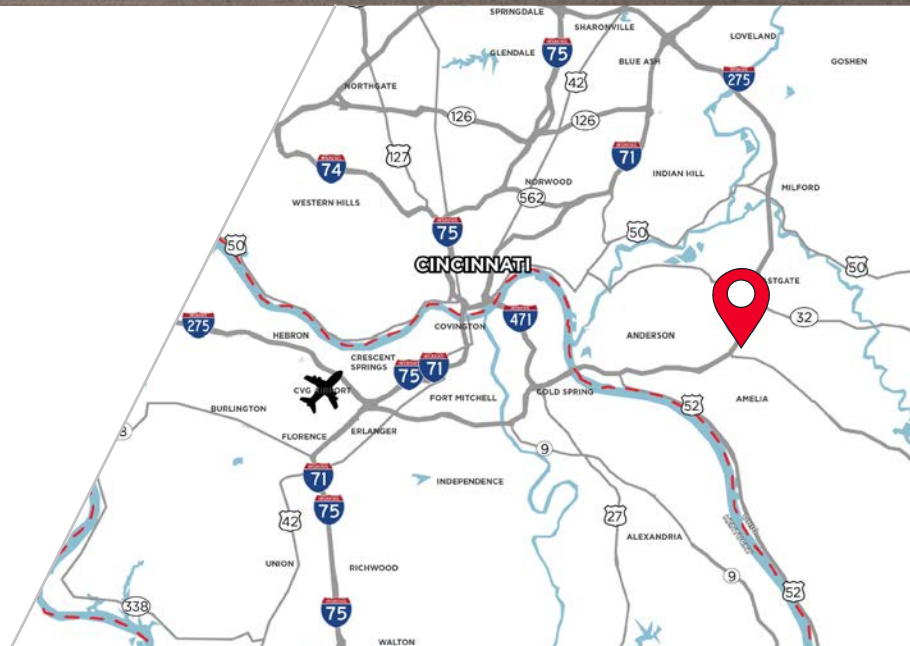 SPRINGDALE
SHARONVILLE
LOVELAND
GLENDALE
75
BLUE ASH
GOSHEN
275
42
NORTHGATE
126
126
127
71
74
NORWOOD
INDIAN HILL
MILFORD
WESTERN HILLS
562
75
50
50
CINCINNATI
50
STGATE
275
471
32
HEBRON
COVINGTON
ANDERSON
CRESCENT
SPRINGS
75
71
CVG AIRPORT
FORT MITCHELL
COLD SPRING
AMELIA
BURLINGTON
52
ERLANGER
FLORENCE
9
71
INDEPENDENCE
75
42
27
ALEXANDRIA
UNION
RICHWOOD
9
52
338
75
WALTON